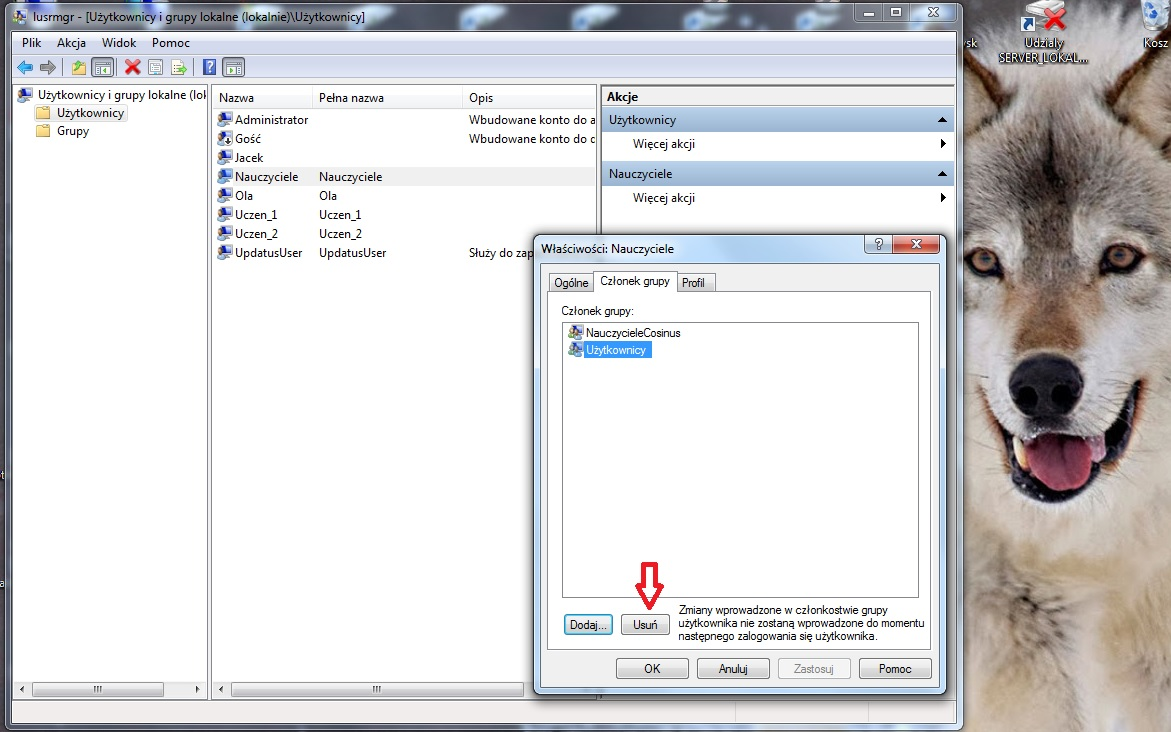 lusrmgr - [Użytkownicy i grupy lokalne (lokalnie)\Użytkownicy]
Plik Akcja Widok Pomoc
Użytkownicy i grupy lokalne (lok
Użytkownicy
Grupy
Nazwa Pełna nazwa Opis
Administrator Wbudowane konto do a
Gość Wbudowane konto do d
Jacek
Nauczyciele Nauczyciele
Ola Ola
Uczen_1 Uczen_1
Uczen_2 Uczen_2
UpdatusUser UpdatusUser Służy do zap
Akcje
Użytkownicy
Więcej akcji
Nauczyciele
Więcej akcji
Właściwości: Nauczyciele
Ogólne Członek grupy Profil
Członek grupy:
NauczycieleCosinus
Użytkownicy
Dodaj... Usuń
Zmiany wprowadzone w członkostwie grupy
użytkownika nie zostaną wprowadzone do momentu
następnego zalogowania się użytkownika.
OK Anuluj Zastosuj Pomoc
ysk
Udziały
SERVER_LOKAL...
Kosz